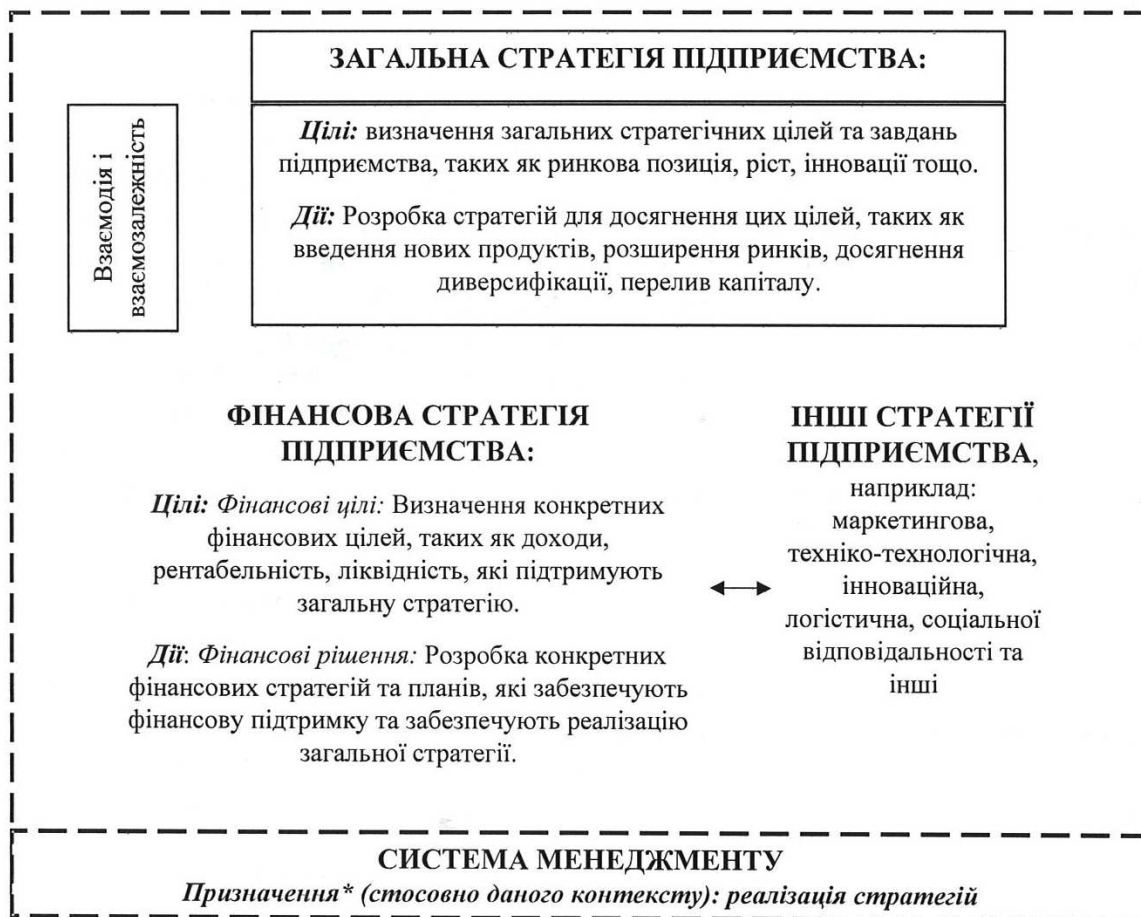 ЗАГАЛЬНА СТРАТЕГІЯ ПІДПРИЄМСТВА:
Взаємодія і
взаємозалежність
Цілі: визначення загальних стратегічних цілей та завдань
підприємства, таких як ринкова позиція, ріст, інновації тощо.
Дії: Розробка стратегій для досягнення цих цілей, таких як
введення нових продуктів, розширення ринків, досягнення
диверсифікації, перелив капіталу.
ФІНАНСОВА СТРАТЕГІЯ
ПІДПРИЄМСТВА:
Цілі: Фінансові цілі: Визначення конкретних
фінансових цілей, таких як доходи,
рентабельність, ліквідність, які підтримують
загальну стратегію.
Дії: Фінансові рішення: Розробка конкретних
фінансових стратегій та планів, які забезпечують
фінансову підтримку та забезпечують реалізацію
загальної стратегії.
ІНШІ СТРАТЕГІЇ
ПІДПРИЄМСТВА,
наприклад:
маркетингова,
техніко-технологічна,
інноваційна,
логістична, соціальної
відповідальності та
інші
СИСТЕМА МЕНЕДЖМЕНТУ
Призначення* (стосовно даного контексту): реалізація стратегій